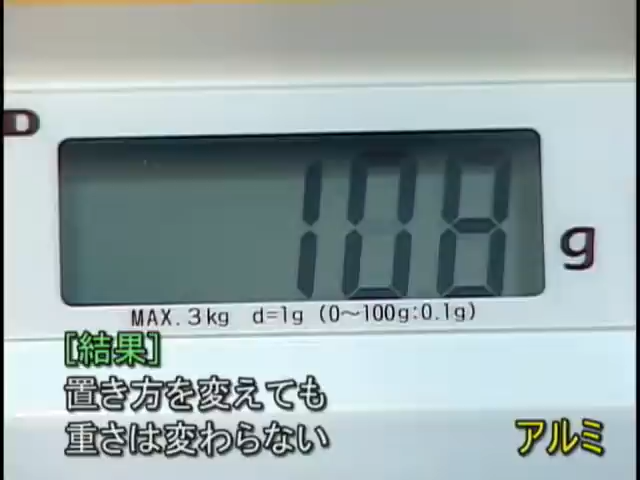 D
108 g
MAX. 3kg d=1g (0～100g:0.1g)
[結果]
置き方を変えても
重さは変わらない
アルミ